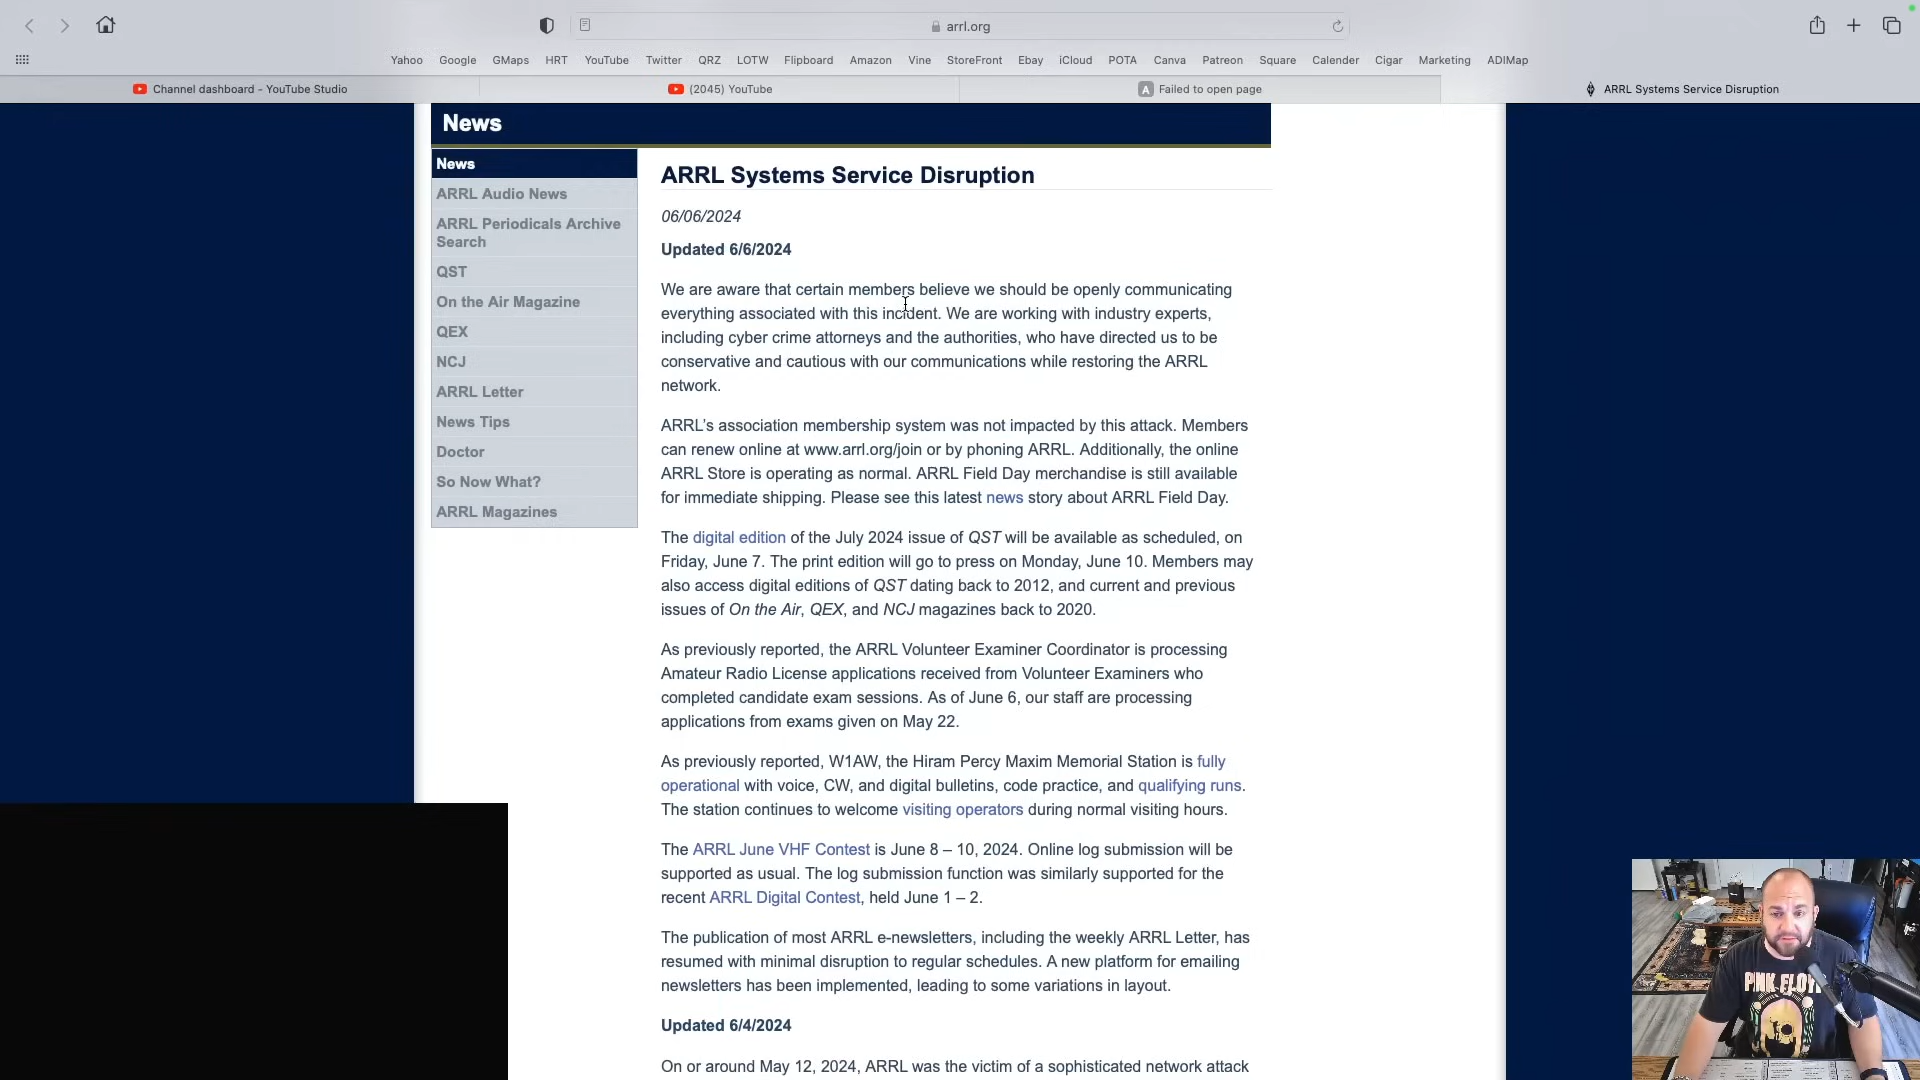 arrl.org
Yahoo Google GMaps HRT YouTube Twitter QRZ LOTW Flipboard Amazon Vine StoreFront Ebay iCloud POTA Canva Patreon Square Calender Cigar Marketing ADIMap
Channel dashboard - YouTube Studio
(2045) YouTube
A Failed to open page
ARRL Systems Service Disruption
News
News
ARRL Audio News
ARRL Periodicals Archive
Search
QST
On the Air Magazine
QEX
NCJ
ARRL Letter
News Tips
Doctor
So Now What?
ARRL Magazines
ARRL Systems Service Disruption
06/06/2024
Updated 6/6/2024
We are aware that certain members believe we should be openly communicating
everything associated with this incident. We are working with industry experts,
including cyber crime attorneys and the authorities, who have directed us to be
conservative and cautious with our communications while restoring the ARRL
network.
ARRL’s association membership system was not impacted by this attack. Members
can renew online at www.arrl.org/join or by phoning ARRL. Additionally, the online
ARRL Store is operating as normal. ARRL Field Day merchandise is still available
for immediate shipping. Please see this latest news story about ARRL Field Day.
The digital edition of the July 2024 issue of QST will be available as scheduled, on
Friday, June 7. The print edition will go to press on Monday, June 10. Members may
also access digital editions of QST dating back to 2012, and current and previous
issues of On the Air, QEX, and NCJ magazines back to 2020.
As previously reported, the ARRL Volunteer Examiner Coordinator is processing
Amateur Radio License applications received from Volunteer Examiners who
completed candidate exam sessions. As of June 6, our staff are processing
applications from exams given on May 22.
As previously reported, W1AW, the Hiram Percy Maxim Memorial Station is fully
operational with voice, CW, and digital bulletins, code practice, and qualifying runs.
The station continues to welcome visiting operators during normal visiting hours.
The ARRL June VHF Contest is June 8 – 10, 2024. Online log submission will be
supported as usual. The log submission function was similarly supported for the
recent ARRL Digital Contest, held June 1 – 2.
The publication of most ARRL e-newsletters, including the weekly ARRL Letter, has
resumed with minimal disruption to regular schedules. A new platform for emailing
newsletters has been implemented, leading to some variations in layout.
Updated 6/4/2024
On or around May 12, 2024, ARRL was the victim of a sophisticated network attack
PINK FLOYD